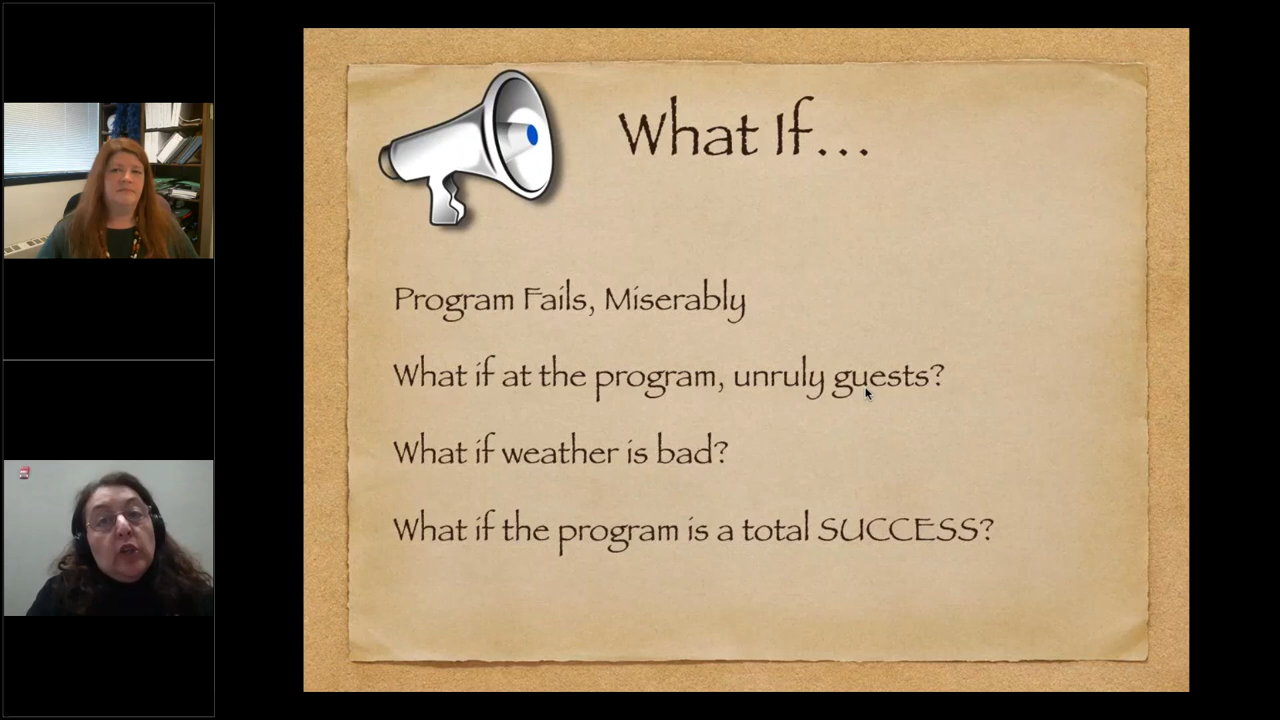 What If...
Program Fails, Miserably
What if at the program, unruly guests?
What if weather is bad?
What if the program is a total SUCCESS?